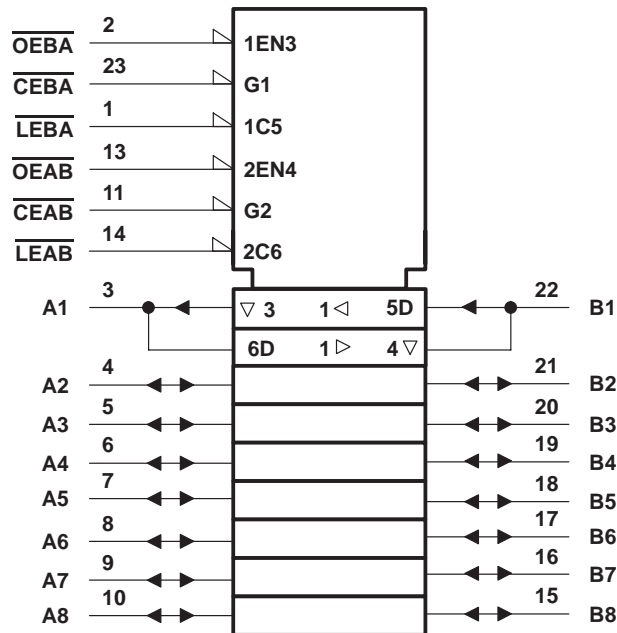 OEBA 2 1EN3
CEBA 23 G1
LEBA 1 1C5
OEAB 13 2EN4
CEAB 11 G2
LEAB 14 2C6
A1 3 ▽ 3 1 ◁ 5D 22 B1
6D 1 ▷ 4 ▽
A2 4 21 B2
A3 5 20 B3
A4 6 19 B4
A5 7 18 B5
A6 8 17 B6
A7 9 16 B7
A8 10 15 B8